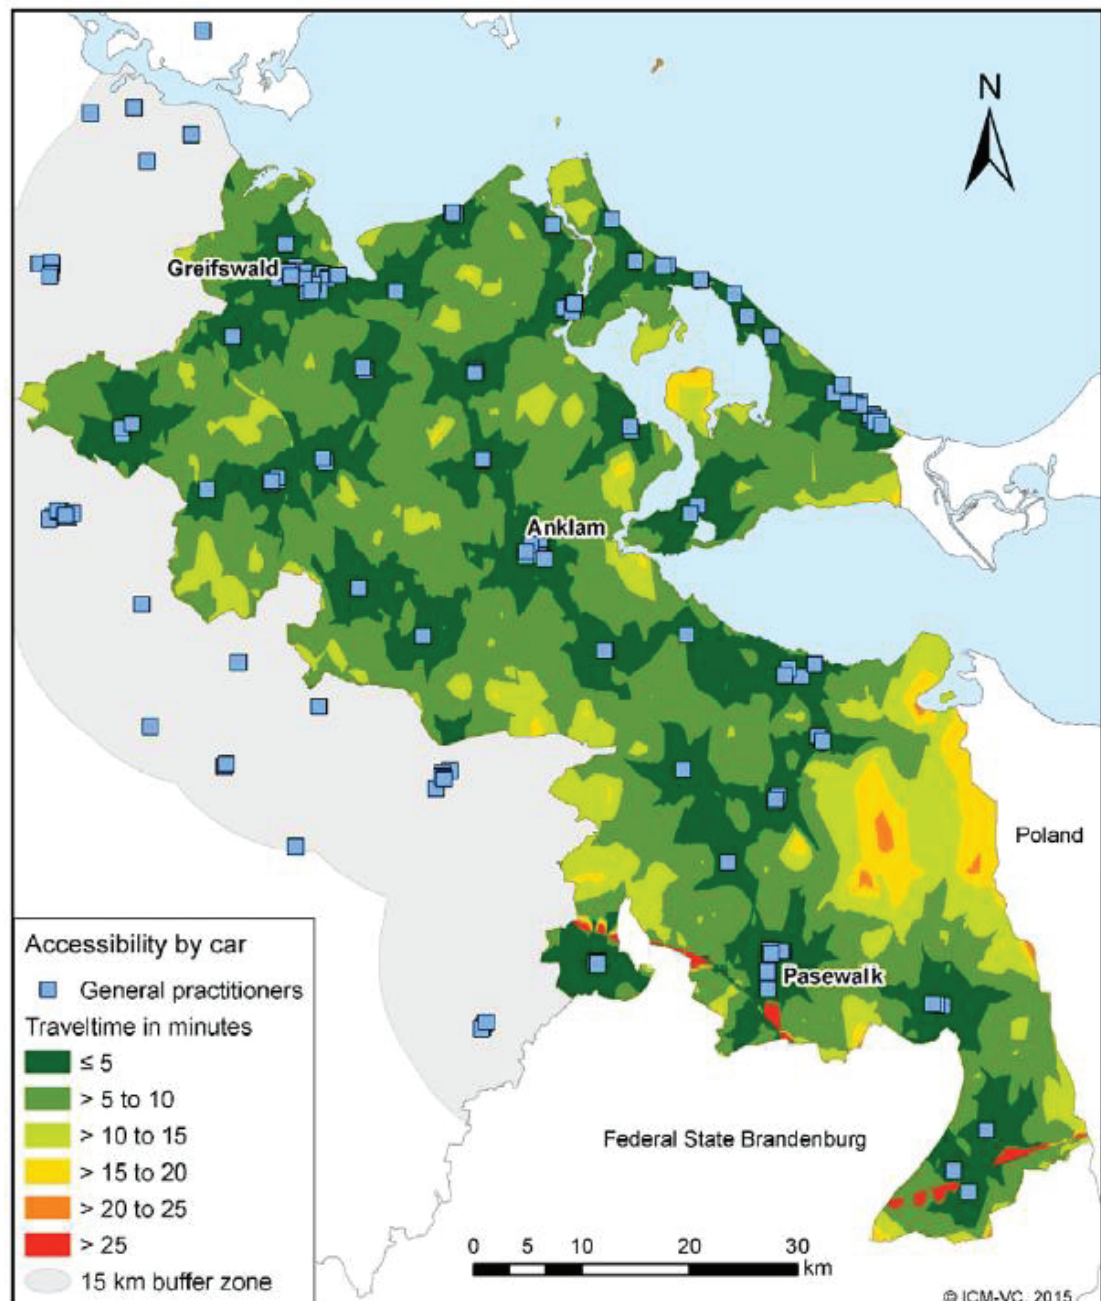 N
Greifswald
Anklam
Poland
Pasewalk
Federal State Brandenburg
Accessibility by car
General practitioners
Traveltime in minutes
≤ 5
> 5 to 10
> 10 to 15
> 15 to 20
> 20 to 25
> 25
15 km buffer zone
0 5 10 20 30
km
© ICM-VC, 2015